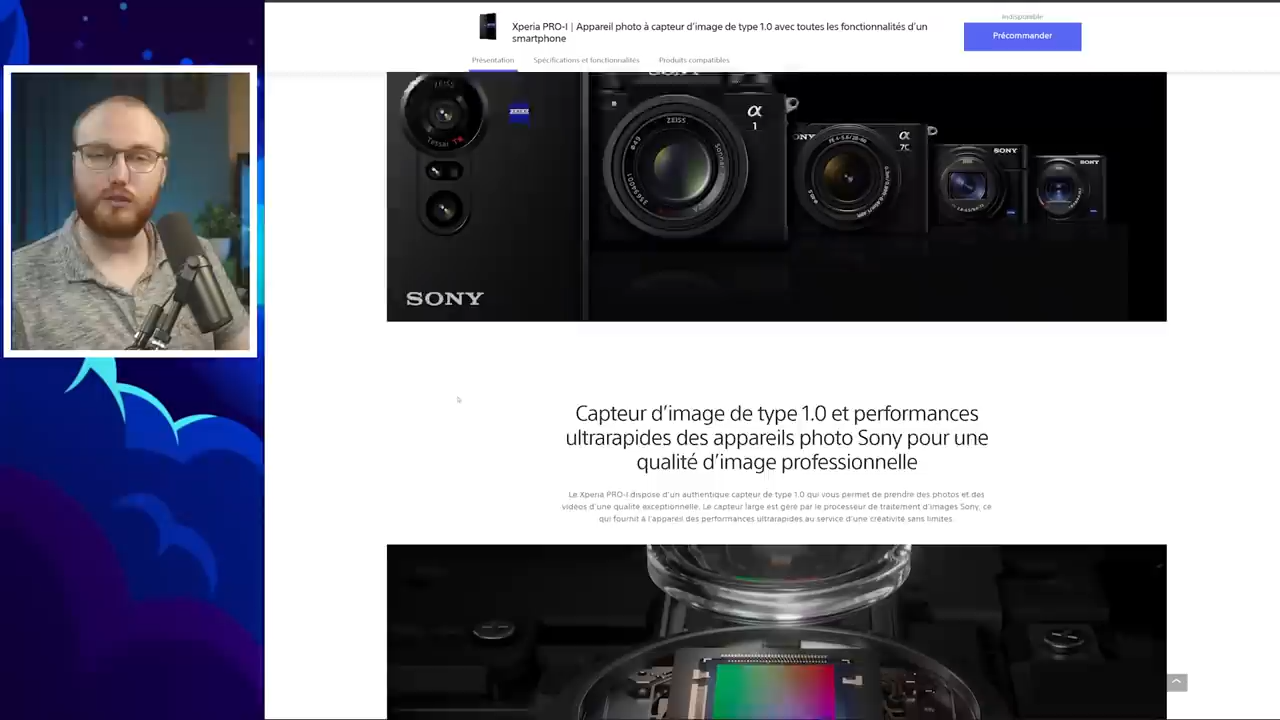 Indisponible
Xperia PRO-I | Appareil photo à capteur d'image de type 1.0 avec toutes les fonctionnalités d'un
smartphone
Précommander
Présentation
Spécifications et fonctionnalités
Produits compatibles
ZEISS
Tessar T*
ZEISS
SONY
ZEISS
α
1
SONY
α
7C
SONY
SONY
SONY
Capteur d'image de type 1.0 et performances
ultrarapides des appareils photo Sony pour une
qualité d'image professionnelle
Le Xperia PRO-I dispose d'un authentique capteur de type 1.0 qui vous permet de prendre des photos et des
vidéos d'une qualité exceptionnelle. Le capteur large est géré par le processeur de traitement d'images Sony, ce
qui fournit à l'appareil des performances ultrarapides au service d'une créativité sans limites.